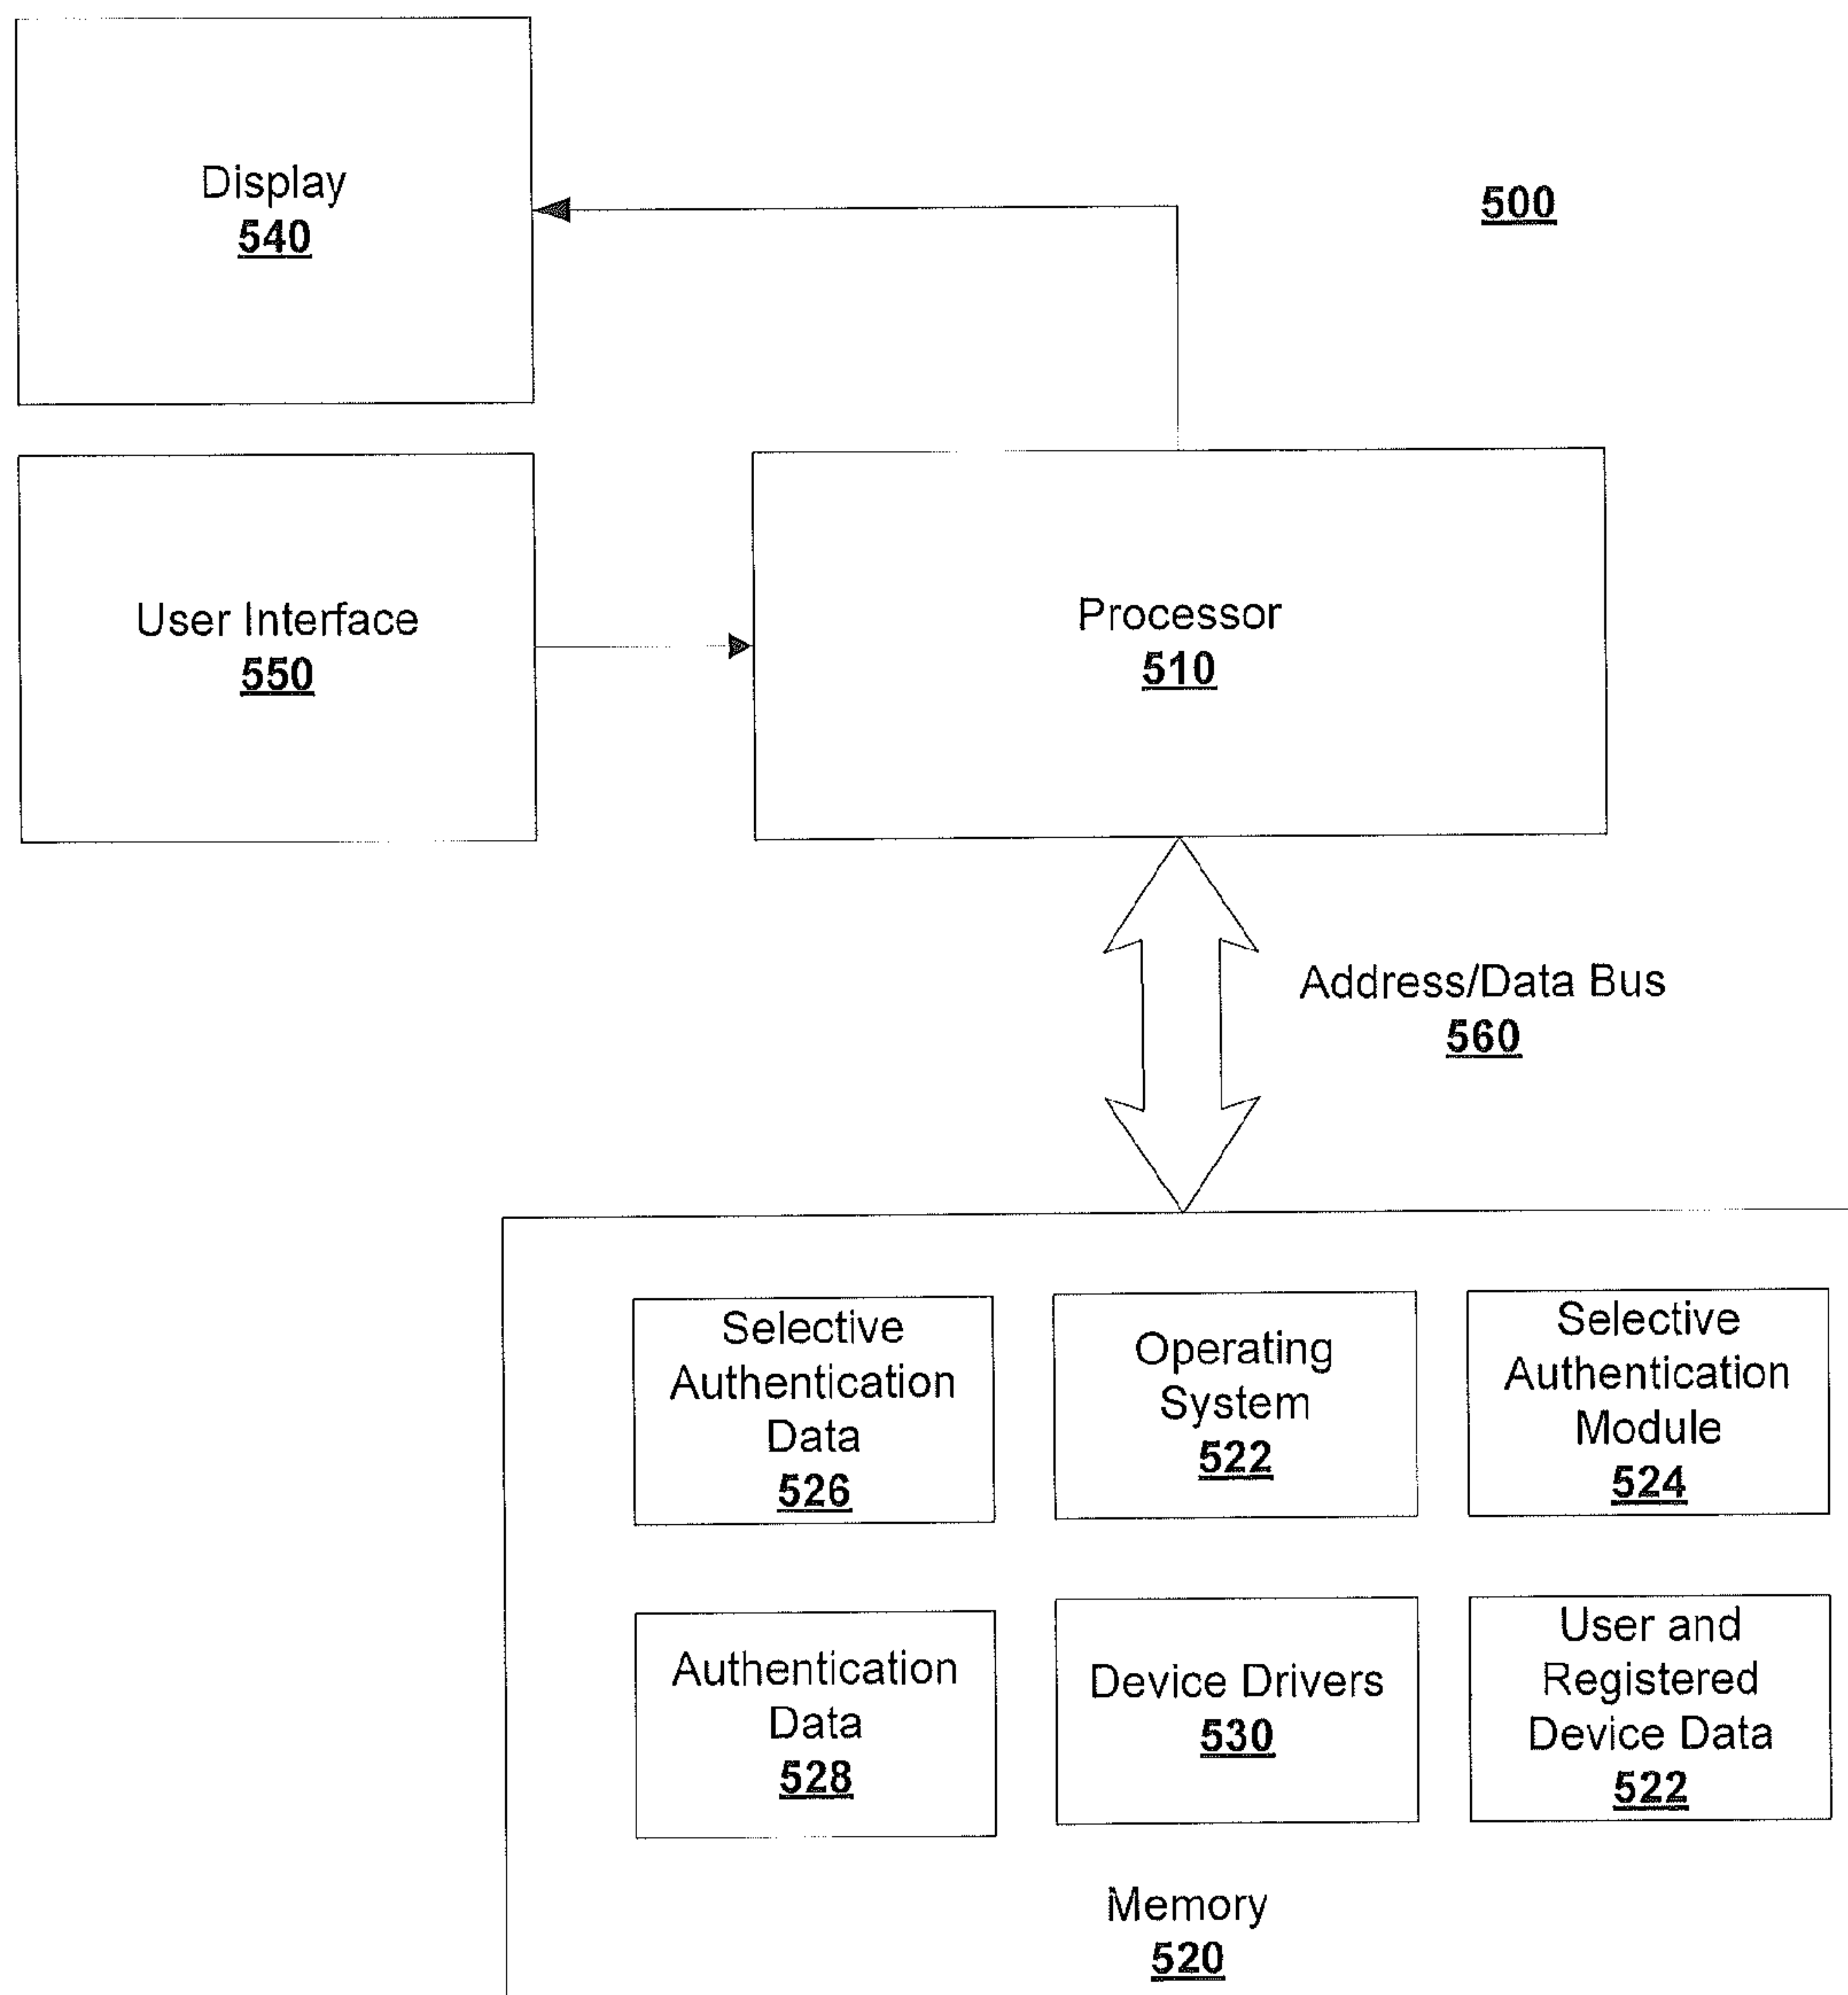 Display
540
500
User Interface
550
Processor
510
Address/Data Bus
560
Selective
Authentication
Data
526
Operating
System
522
Selective
Authentication
Module
524
Authentication
Data
528
Device Drivers
530
User and
Registered
Device Data
522
Memory
520